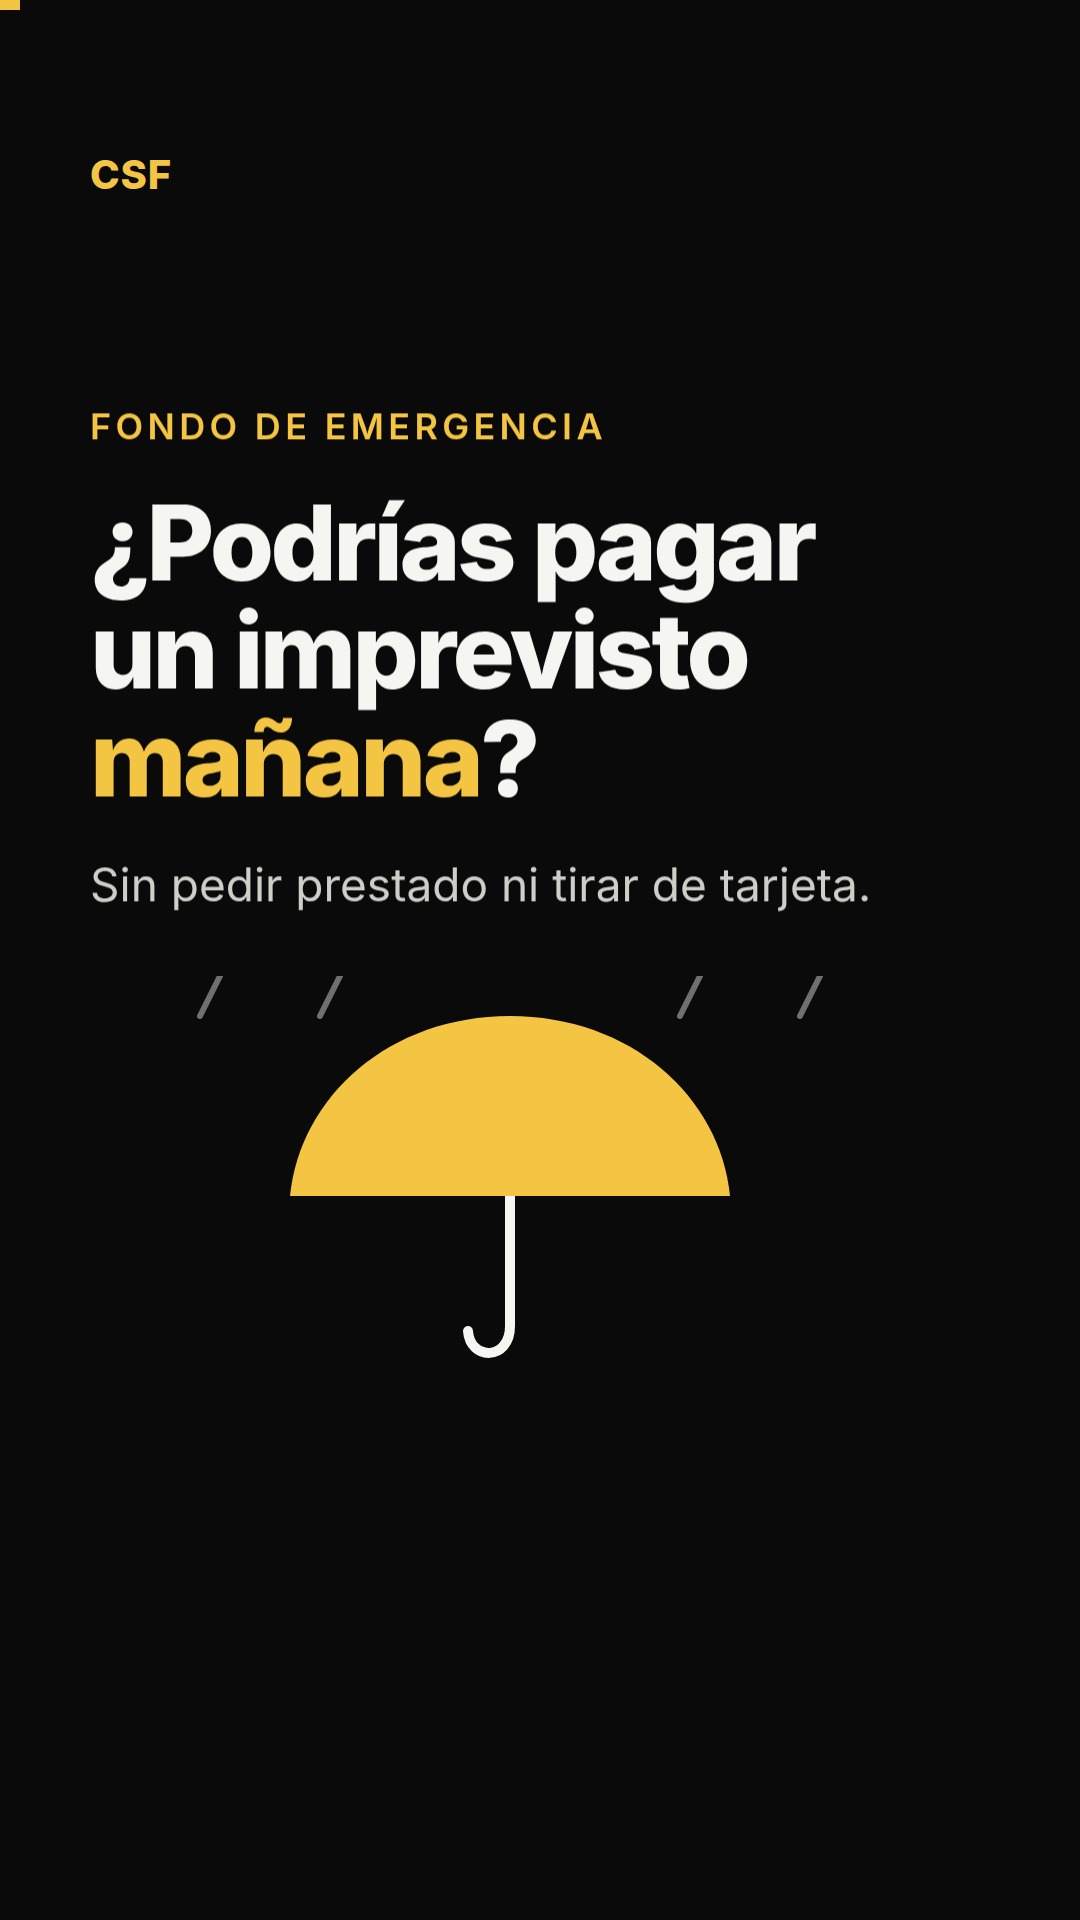 CSF
FONDO DE EMERGENCIA
¿Podrías pagar
un imprevisto
mañana?
Sin pedir prestado ni tirar de tarjeta.